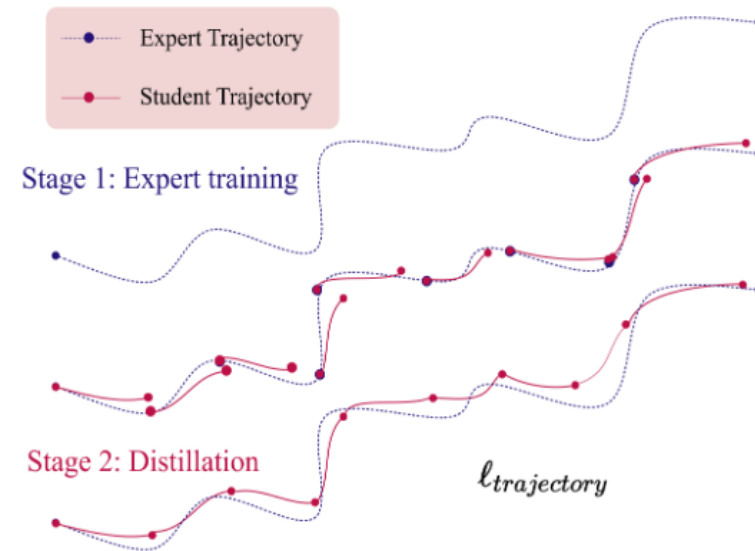 Expert Trajectory
Student Trajectory
Stage 1: Expert training
Stage 2: Distillation
ℓtrajectory